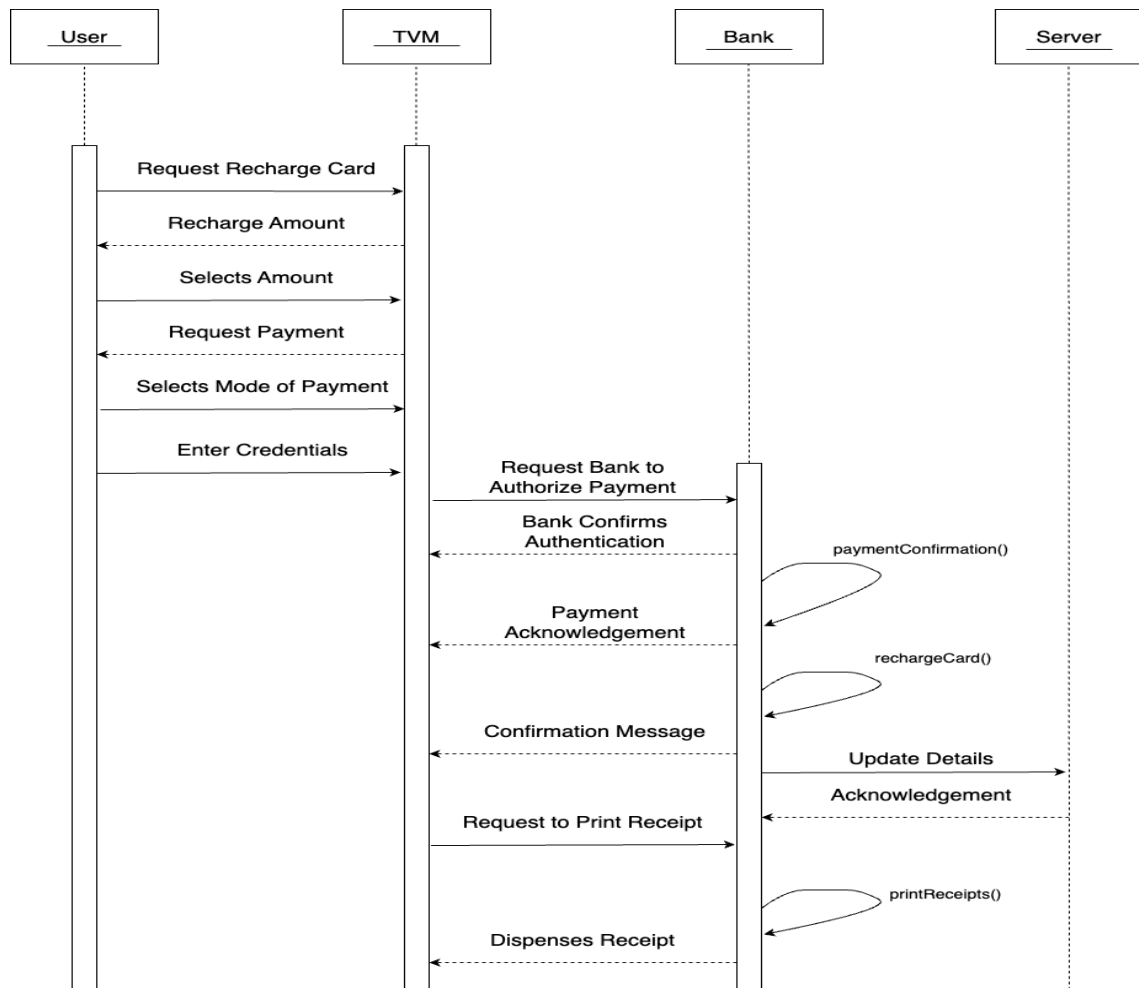 User
TVM
Bank
Server
Request Recharge Card
Recharge Amount
Selects Amount
Request Payment
Selects Mode of Payment
Enter Credentials
Request Bank to
Authorize Payment
Bank Confirms
Authentication
paymentConfirmation()
Payment
Acknowledgement
rechargeCard()
Confirmation Message
Update Details
Acknowledgement
Request to Print Receipt
printReceipts()
Dispenses Receipt